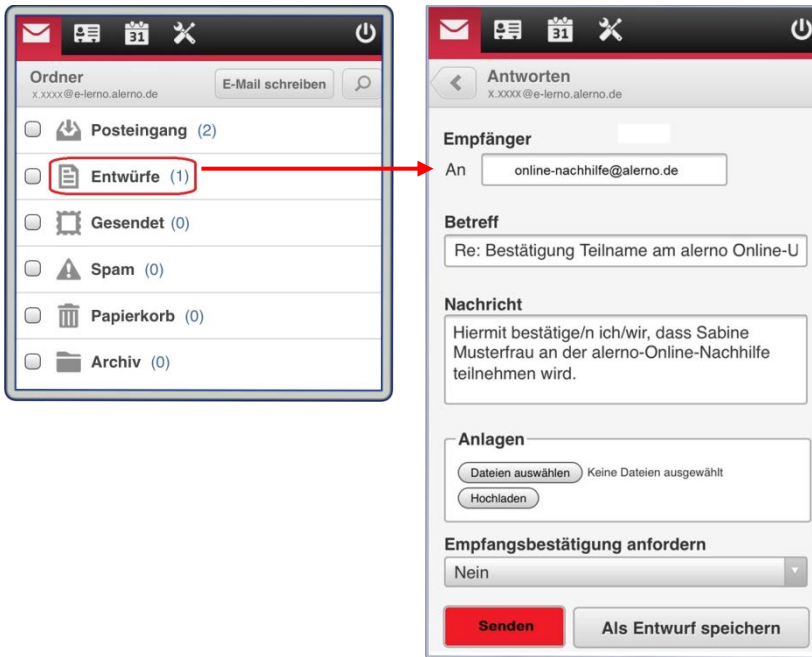 31
Ordner
x.xxxx@e-lerno.alerno.de
E-Mail schreiben
Posteingang (2)
Entwürfe (1)
Gesendet (0)
Spam (0)
Papierkorb (0)
Archiv (0)
31
Antworten
x.xxxx@e-lerno.alerno.de
Empfänger
An online-nachhilfe@alerno.de
Betreff
Re: Bestätigung Teilname am alerno Online-U
Nachricht
Hiermit bestätige/n ich/wir, dass Sabine
Musterfrau an der alerno-Online-Nachhilfe
teilnehmen wird.
Anlagen
Dateien auswählen Keine Dateien ausgewählt
Hochladen
Empfangsbestätigung anfordern
Nein
Senden Als Entwurf speichern